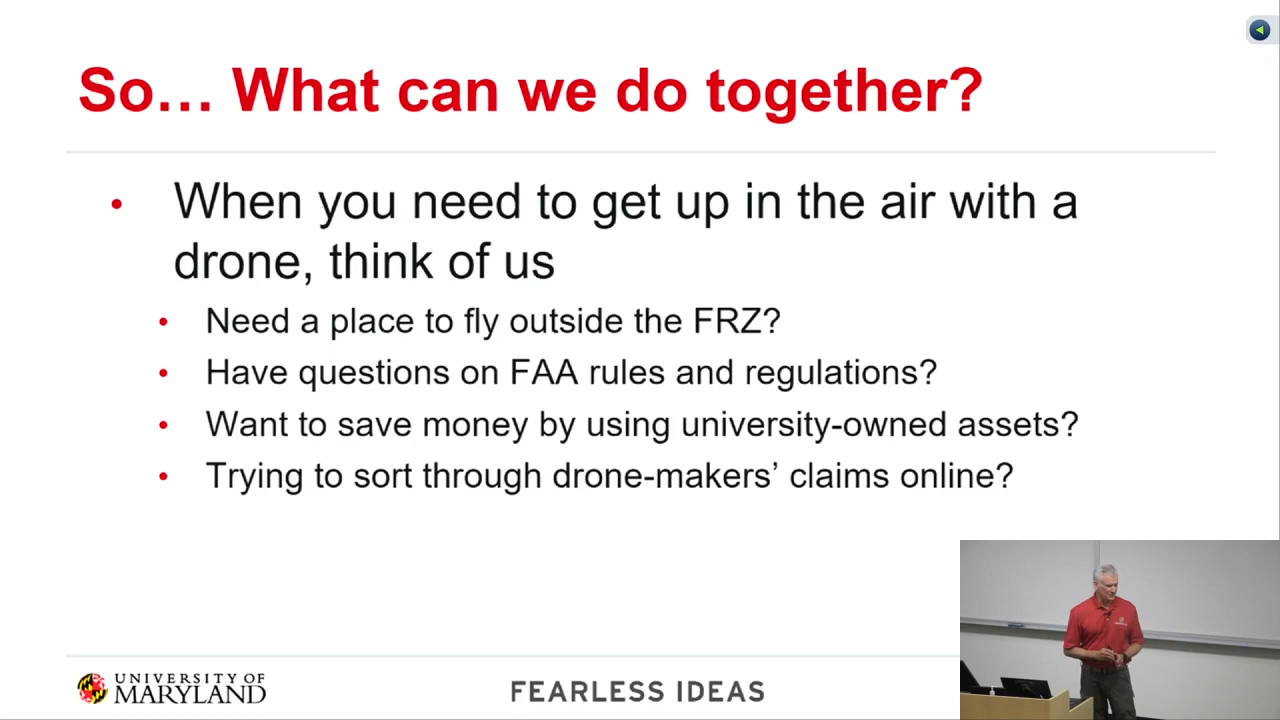 So… What can we do together?
• When you need to get up in the air with a
drone, think of us
• Need a place to fly outside the FRZ?
• Have questions on FAA rules and regulations?
• Want to save money by using university-owned assets?
• Trying to sort through drone-makers’ claims online?
UNIVERSITY OF
MARYLAND
FEARLESS IDEAS